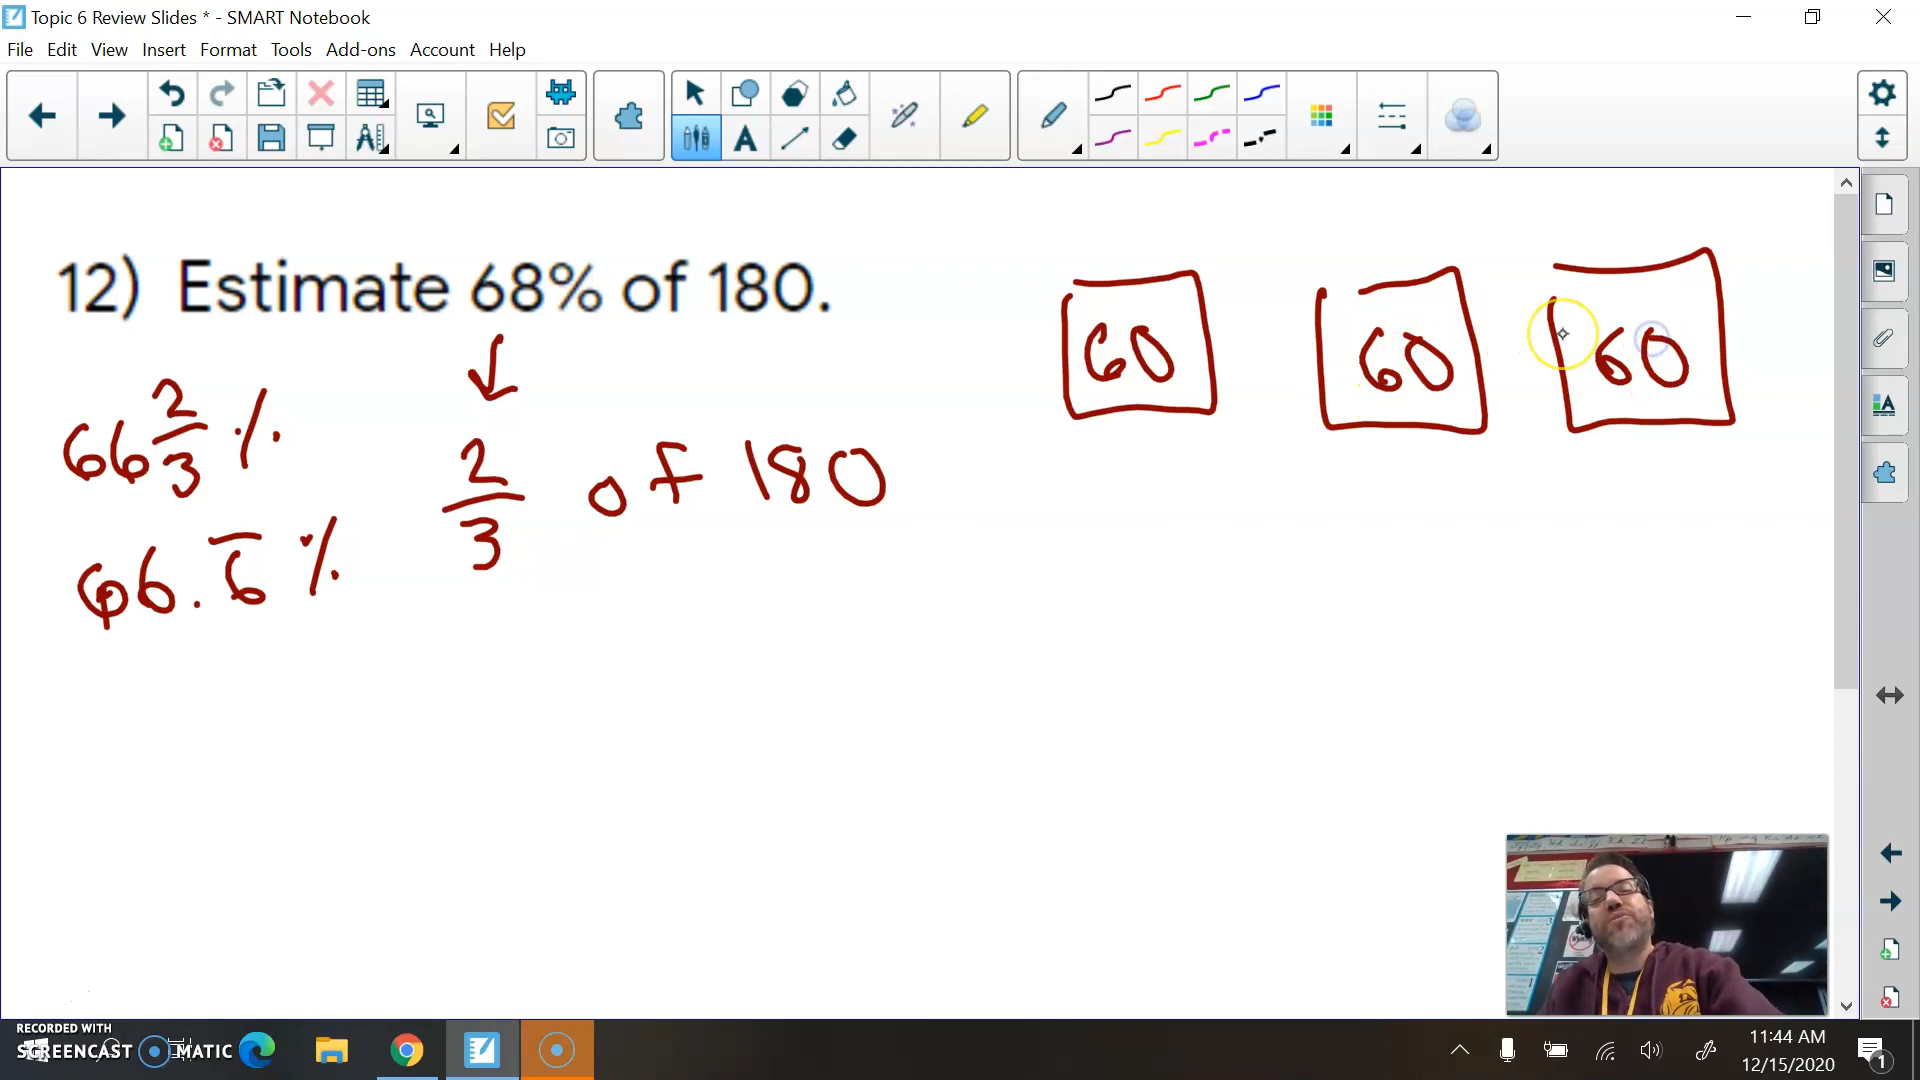 Topic 6 Review Slides * - SMART Notebook
File Edit View Insert Format Tools Add-ons Account Help
12) Estimate 68% of 180.
60 60 60
66 2/3 %
2/3 of 180
66.6̅ %
RECORDED WITH
SCREENCAST MATIC
11:44 AM
12/15/2020
1